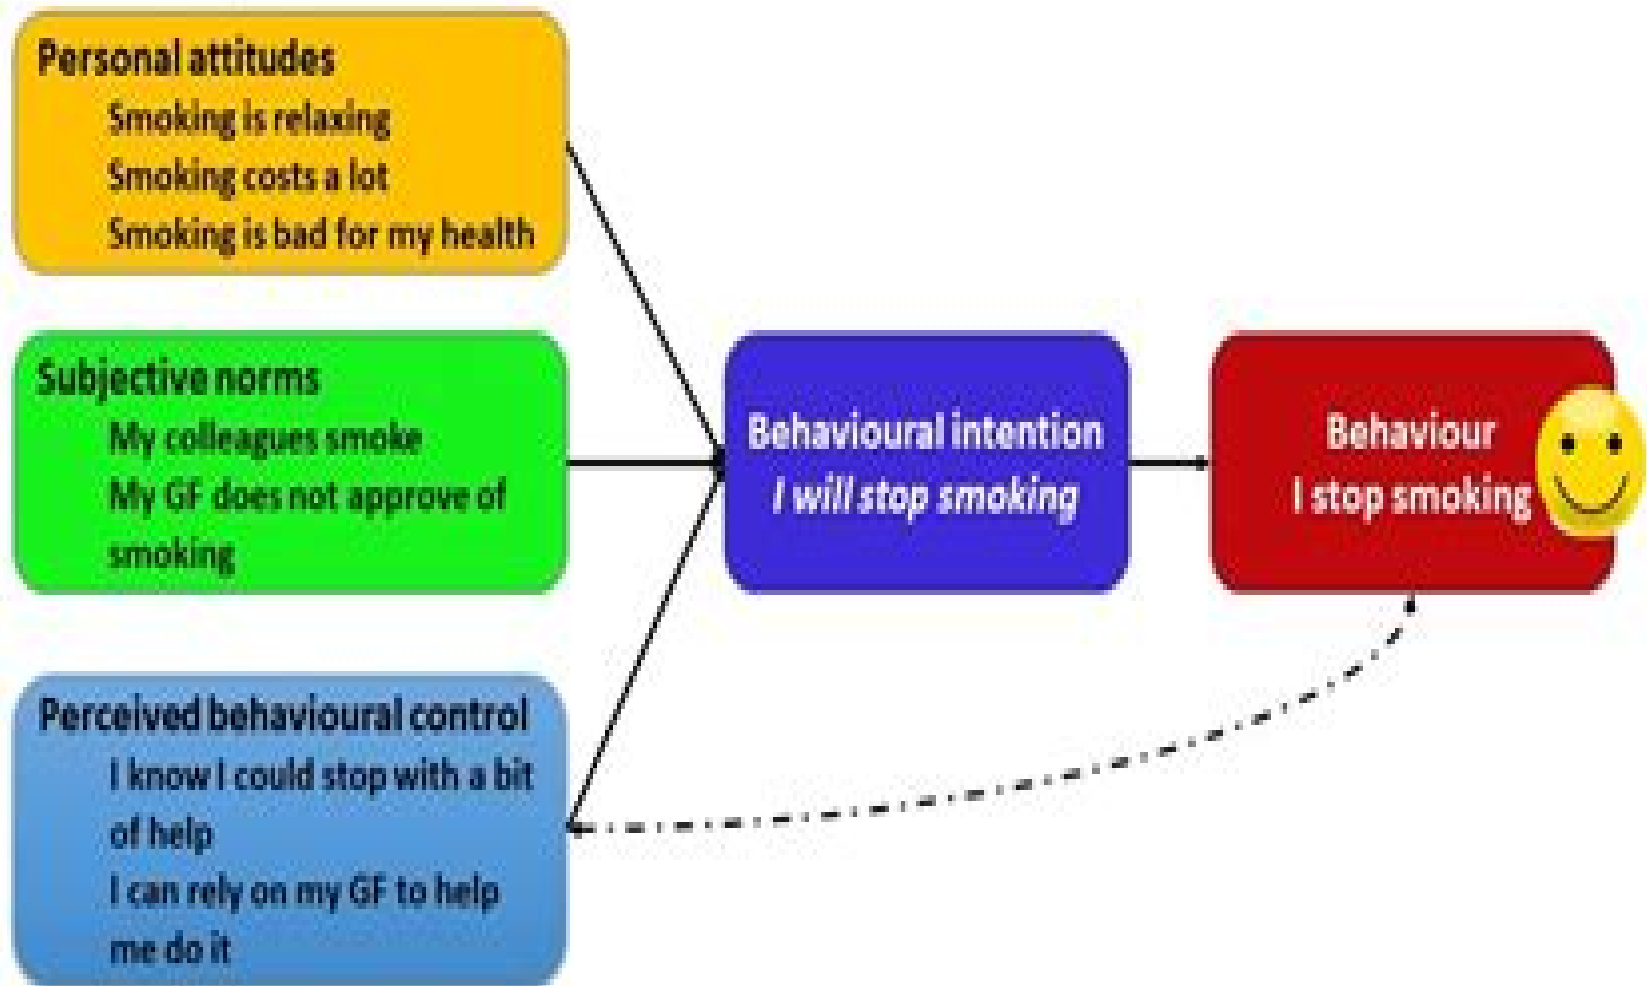 Personal attitudes
Smoking is relaxing
Smoking costs a lot
Smoking is bad for my health
Subjective norms
My colleagues smoke
My GF does not approve of
smoking
Perceived behavioural control
I know I could stop with a bit
of help
I can rely on my GF to help
me do it
Behavioural intention
I will stop smoking
Behaviour
I stop smoking